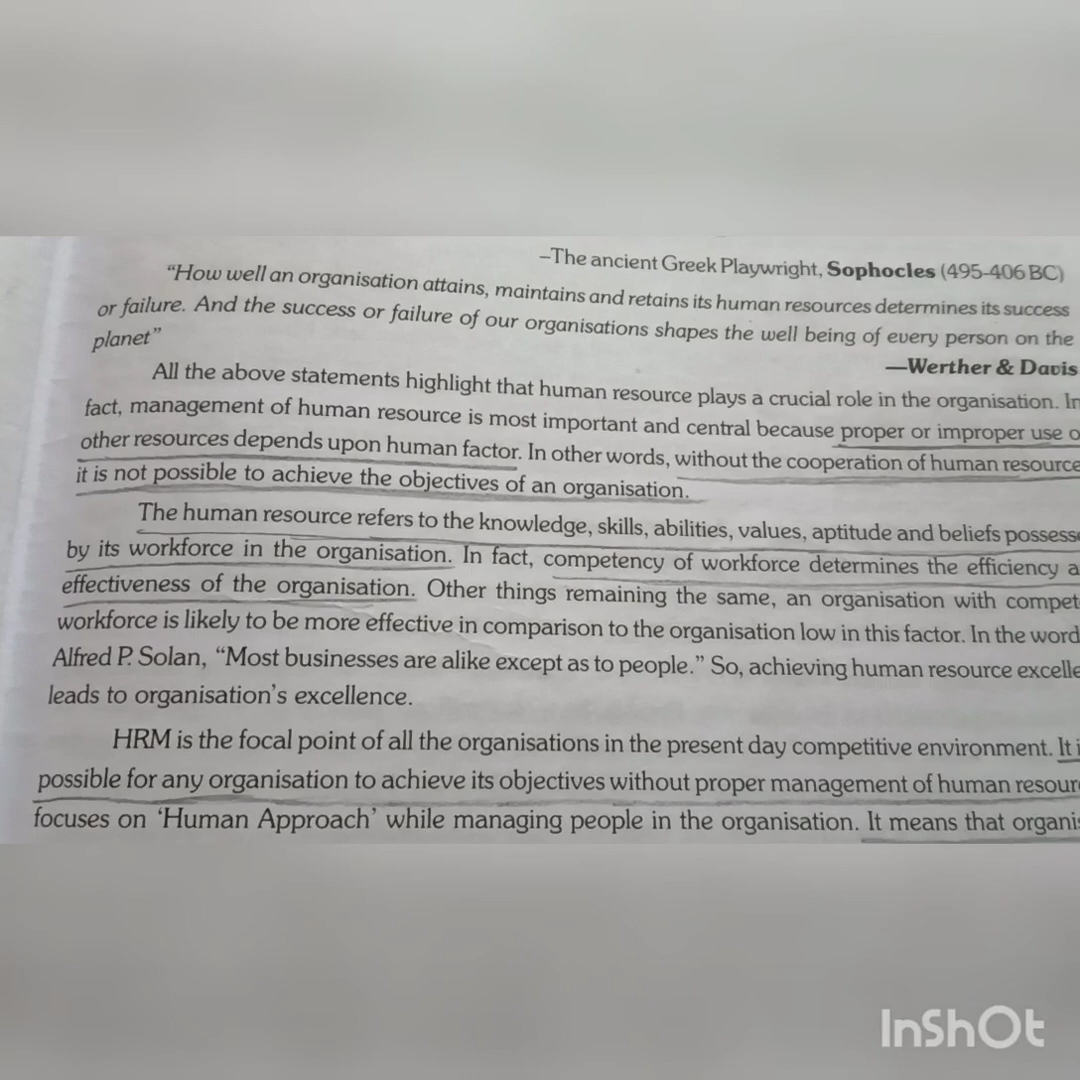 –The ancient Greek Playwright, Sophocles (495-406 BC)
“How well an organisation attains, maintains and retains its human resources determines its success
or failure. And the success or failure of our organisations shapes the well being of every person on the
planet”
—Werther & Davis
All the above statements highlight that human resource plays a crucial role in the organisation. In
fact, management of human resource is most important and central because proper or improper use o
other resources depends upon human factor. In other words, without the cooperation of human resource
it is not possible to achieve the objectives of an organisation.
The human resource refers to the knowledge, skills, abilities, values, aptitude and beliefs possess
by its workforce in the organisation. In fact, competency of workforce determines the efficiency a
effectiveness of the organisation. Other things remaining the same, an organisation with compet
workforce is likely to be more effective in comparison to the organisation low in this factor. In the word
Alfred P. Solan, “Most businesses are alike except as to people.” So, achieving human resource excelle
leads to organisation’s excellence.
HRM is the focal point of all the organisations in the present day competitive environment. It i
possible for any organisation to achieve its objectives without proper management of human resour
focuses on ‘Human Approach’ while managing people in the organisation. It means that organis
InShOt